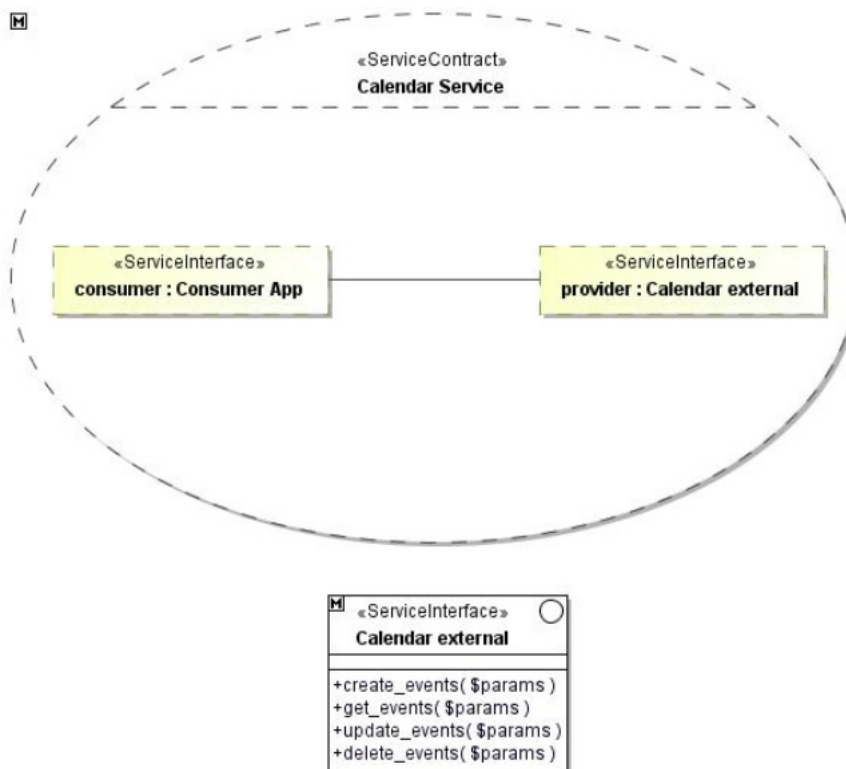 M
«ServiceContract»
Calendar Service
«ServiceInterface»
consumer : Consumer App
«ServiceInterface»
provider : Calendar external
M
«ServiceInterface»
Calendar external
+create_events( $params )
+get_events( $params )
+update_events( $params )
+delete_events( $params )